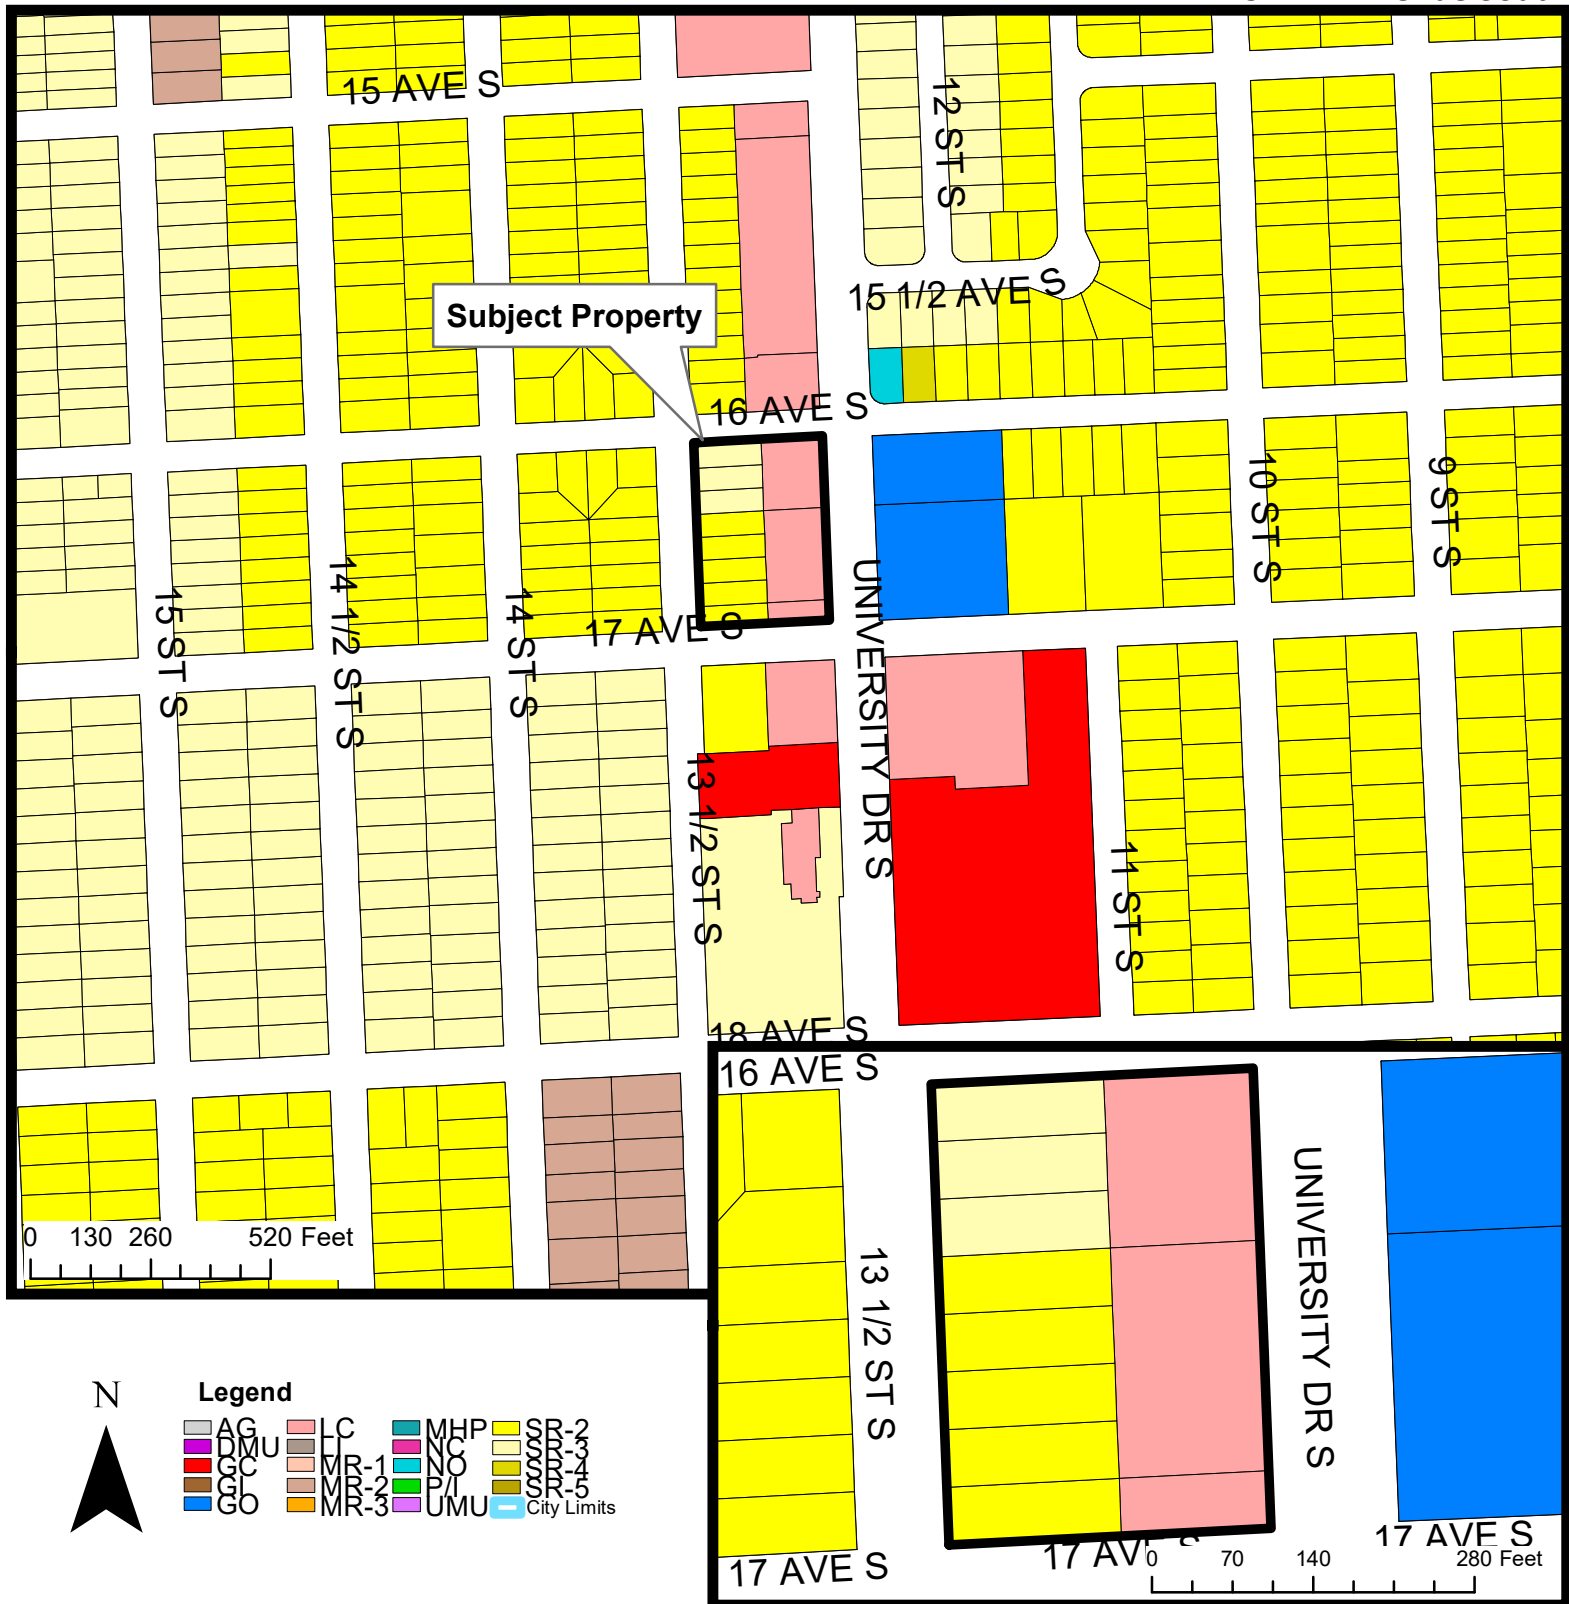 15 AVE S
12 ST S
15 1/2 AVE S
Subject Property
16 AVE S
10 ST S
9 ST S
15 ST S
14 1/2 ST S
14 ST S
17 AVE S
UNIVERSITY DR S
13 1/2 ST S
11 ST S
18 AVE S
0 130 260 520 Feet
16 AVE S
13 1/2 ST S
UNIVERSITY DR S
17 AVE S
17 AVE S
17 AVE S
0 70 140 280 Feet
N
Legend
AG
DMU
GC
GI
GO
LC
LI
MR-1
MR-2
MR-3
MHP
NC
NO
P/I
UMU
SR-2
SR-3
SR-4
SR-5
City Limits